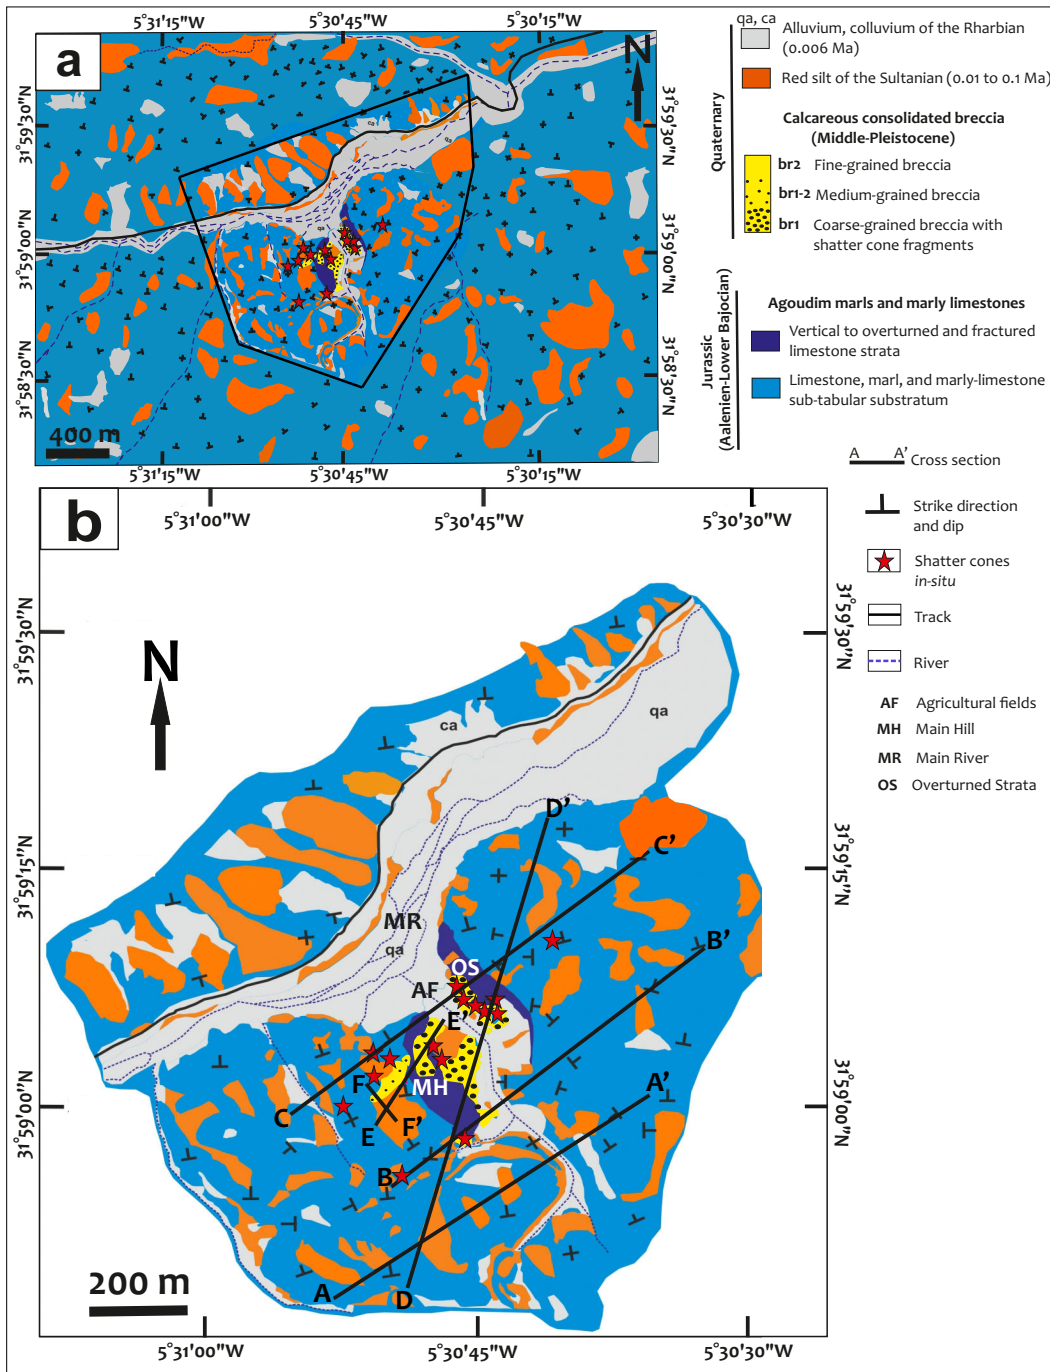 a
5°31'15"W
5°30'45"W
5°30'15"W
N
31°59'30"N
31°59'00"N
31°58'30"N
31°59'30"N
31°59'00"N
31°58'30"N
ca
qa
qa
400 m
5°31'15"W
5°30'45"W
5°30'15"W
qa, ca
Alluvium, colluvium of the Rharbian
(0.006 Ma)
Red silt of the Sultanian (0.01 to 0.1 Ma)
Quaternary
Calcareous consolidated breccia
(Middle-Pleistocene)
br2 Fine-grained breccia
br1-2 Medium-grained breccia
br1 Coarse-grained breccia with
shatter cone fragments
Jurassic
(Aalenien-Lower Bajocian)
Agoudim marls and marly limestones
Vertical to overturned and fractured
limestone strata
Limestone, marl, and marly-limestone
sub-tabular substratum
A A' Cross section
Strike direction
and dip
Shatter cones
in-situ
Track
River
AF Agricultural fields
MH Main Hill
MR Main River
OS Overturned Strata
b
5°31'00"W
5°30'45"W
5°30'30"W
31°59'30"N
31°59'15"N
31°59'00"N
31°59'30"N
31°59'15"N
31°59'00"N
N
ca
qa
D'
C'
B'
MR
qa
OS
AF
E'
A'
F
MH
C
E
F'
B
A
D
200 m
5°31'00"W
5°30'45"W
5°30'30"W